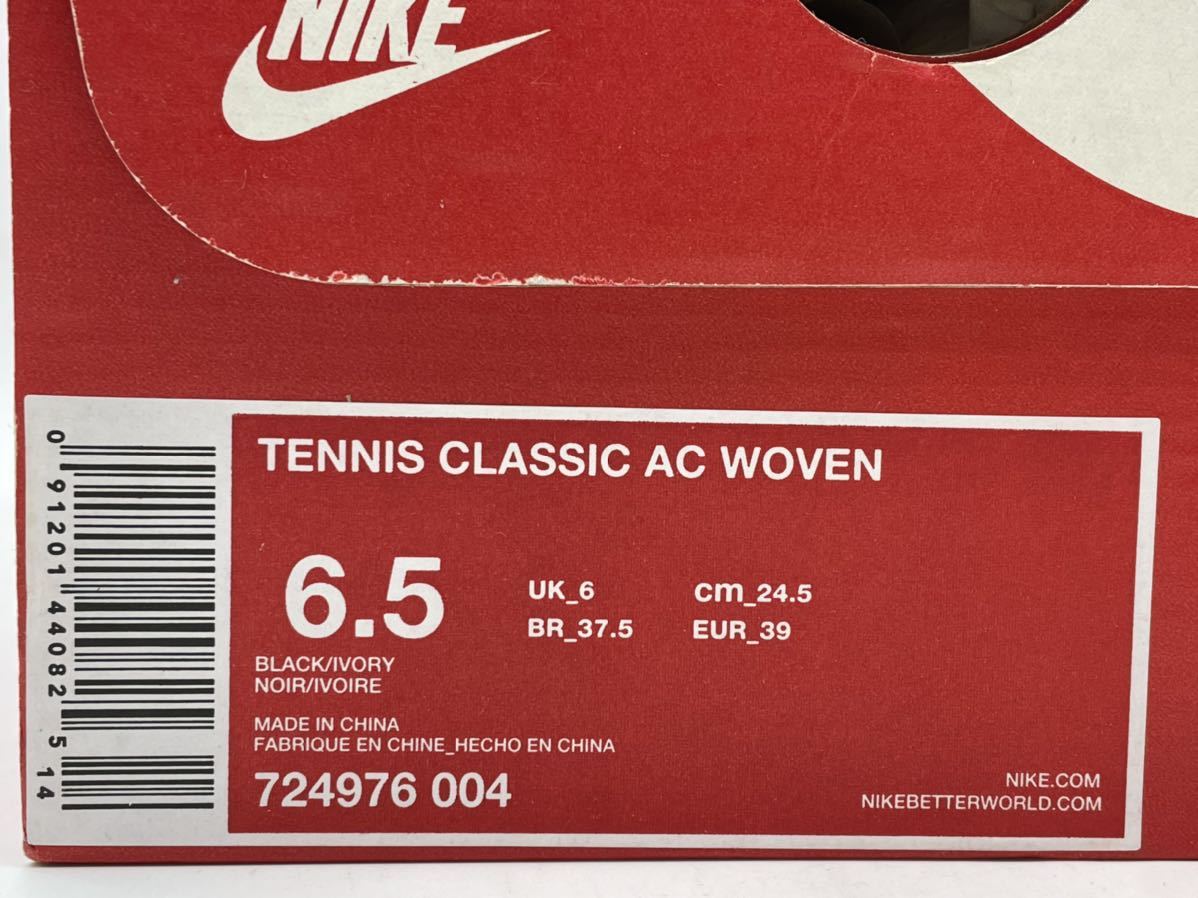 NIKE
TENNIS CLASSIC AC WOVEN
6.5
UK_6 cm_24.5
BR_37.5 EUR_39
BLACK/IVORY
NOIR/IVOIRE
MADE IN CHINA
FABRIQUE EN CHINE_HECHO EN CHINA
724976 004
NIKE.COM
NIKEBETTERWORLD.COM
0 91201 44082 5 14